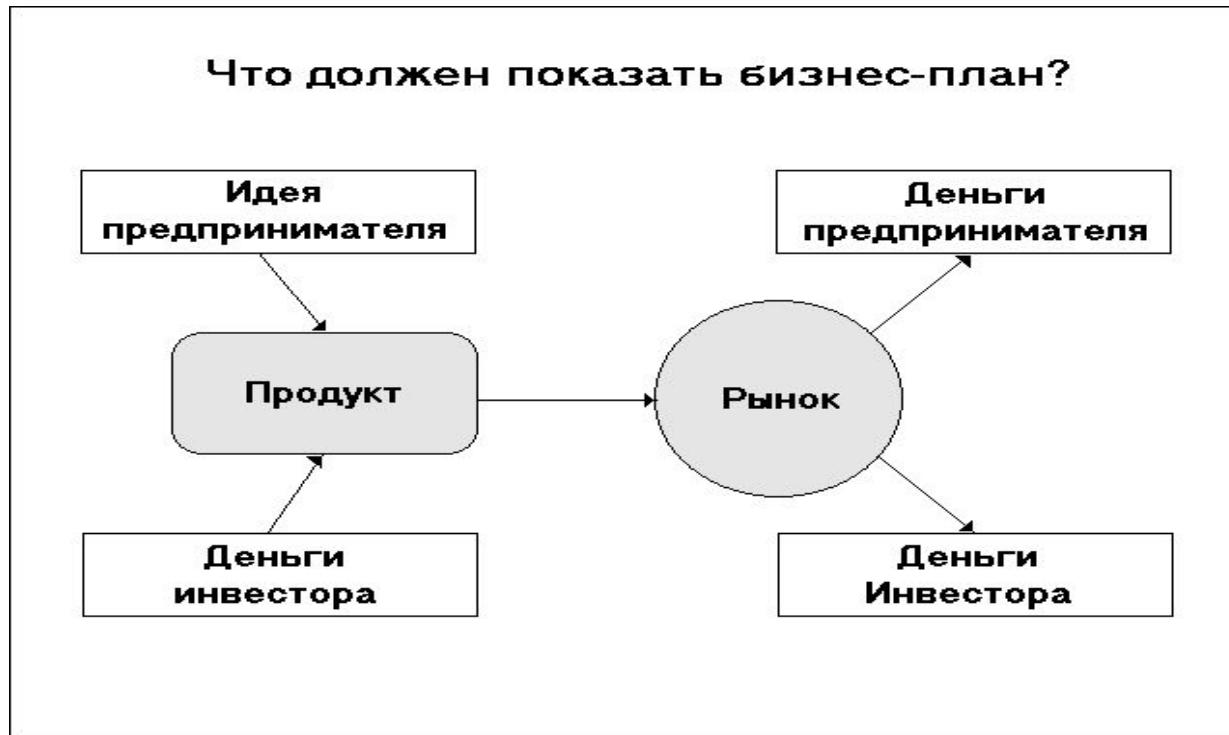 Что должен показать бизнес-план?
Идея
предпринимателя
Деньги
предпринимателя
Продукт
Рынок
Деньги
инвестора
Деньги
Инвестора